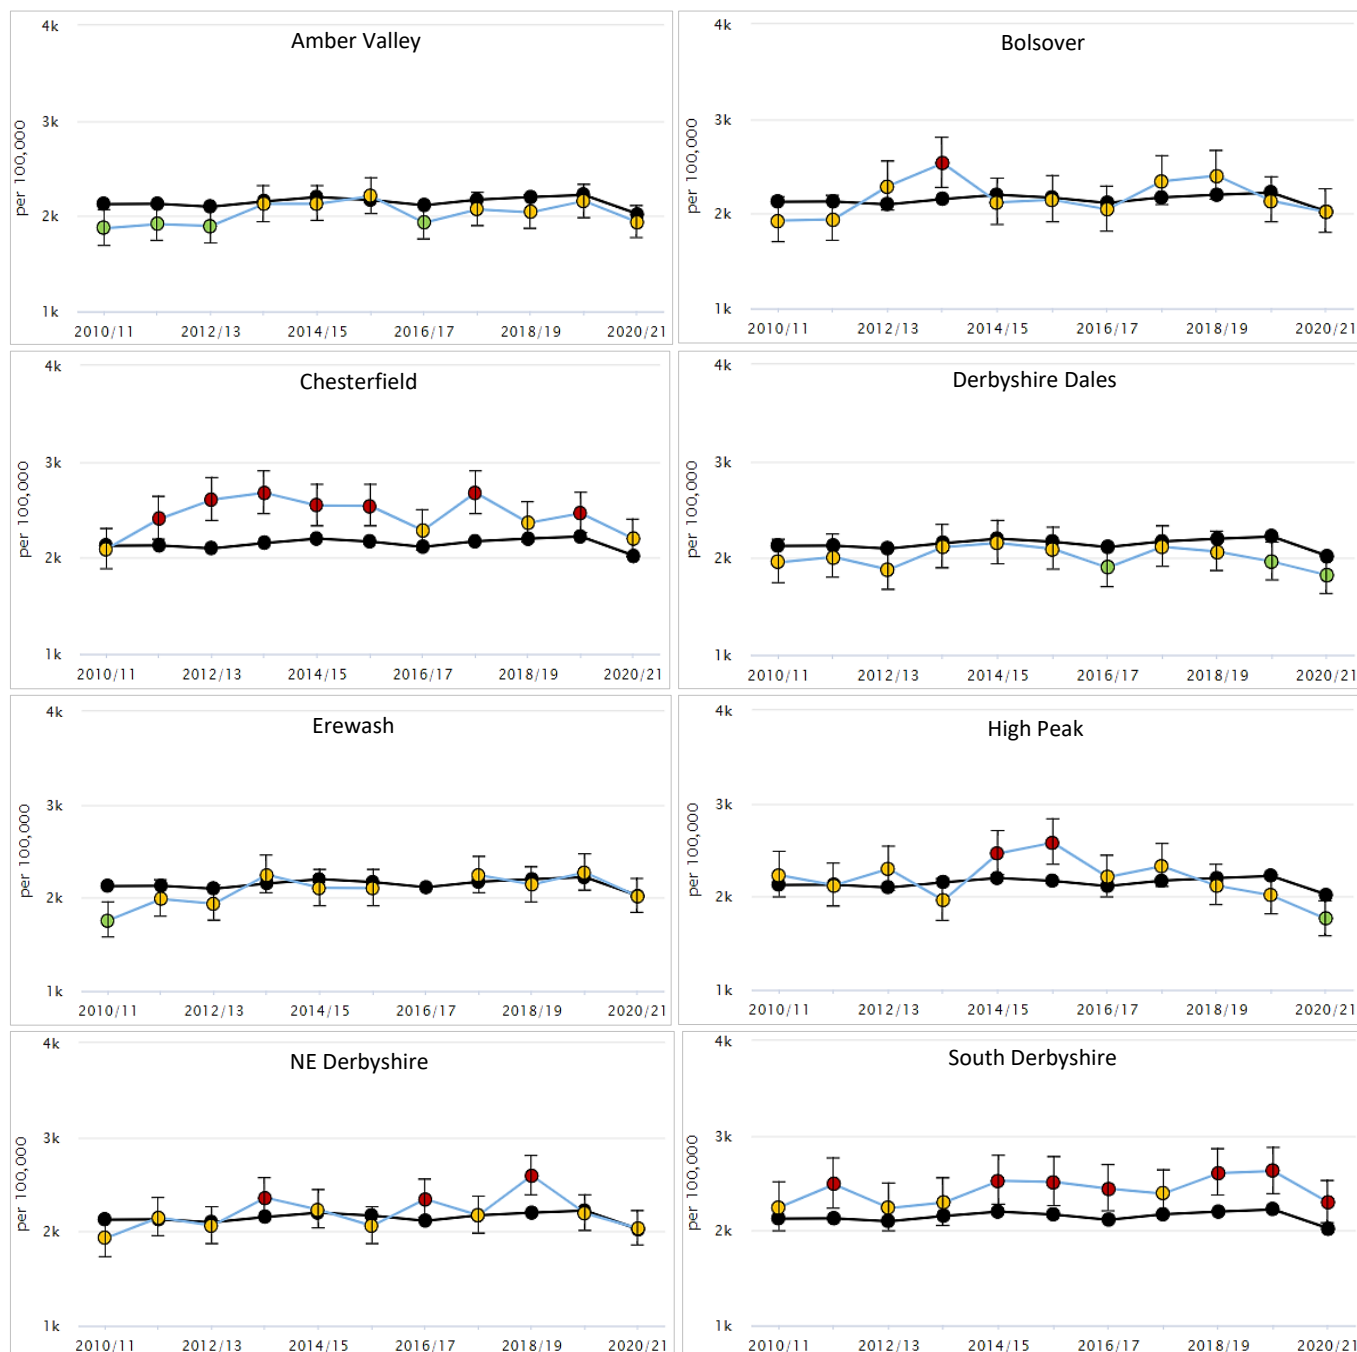 Amber Valley
4k
3k
2k
1k
per 100,000
2010/11 2012/13 2014/15 2016/17 2018/19 2020/21
Bolsover
4k
3k
2k
1k
per 100,000
2010/11 2012/13 2014/15 2016/17 2018/19 2020/21
Chesterfield
4k
3k
2k
1k
per 100,000
2010/11 2012/13 2014/15 2016/17 2018/19 2020/21
Derbyshire Dales
4k
3k
2k
1k
per 100,000
2010/11 2012/13 2014/15 2016/17 2018/19 2020/21
Erewash
4k
3k
2k
1k
per 100,000
2010/11 2012/13 2014/15 2016/17 2018/19 2020/21
High Peak
4k
3k
2k
1k
per 100,000
2010/11 2012/13 2014/15 2016/17 2018/19 2020/21
NE Derbyshire
4k
3k
2k
1k
per 100,000
2010/11 2012/13 2014/15 2016/17 2018/19 2020/21
South Derbyshire
4k
3k
2k
1k
per 100,000
2010/11 2012/13 2014/15 2016/17 2018/19 2020/21